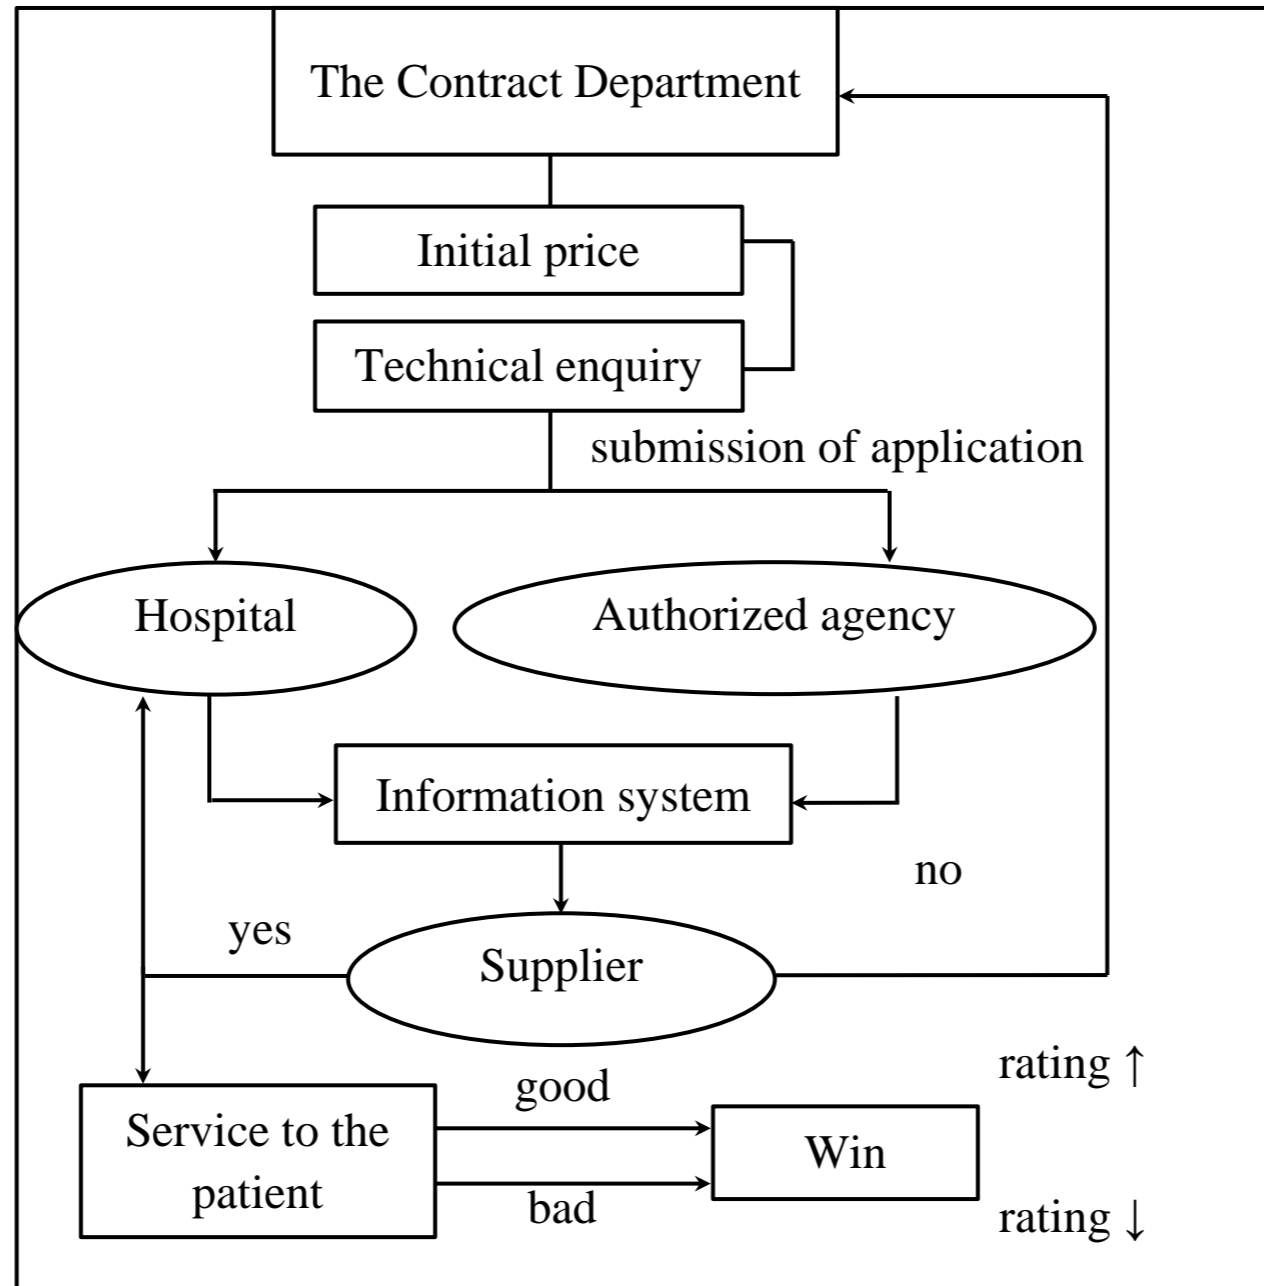 The Contract Department
Initial price
Technical enquiry
submission of application
Hospital
Authorized agency
Information system
no
yes
Supplier
rating ↑
good
Service to the
patient
Win
bad
rating ↓